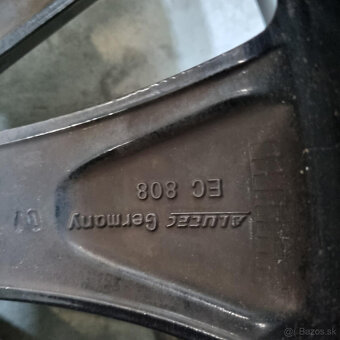 ALUTEC Germany
EC 808
© Bazos.sk